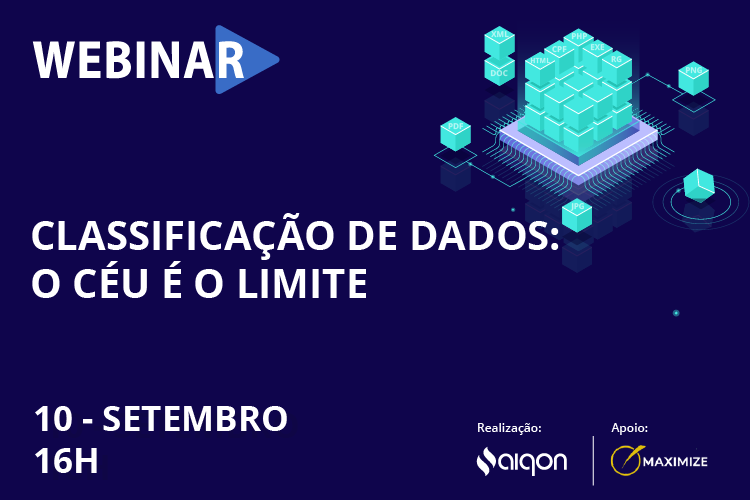 WEBINAR
XML
PHP
CPF
EXE
HTML
RG
DOC
PNG
PDF
JPG
CLASSIFICAÇÃO DE DADOS:
O CÉU É O LIMITE
10 - SETEMBRO
16H
Realização:
aiqon
Apoio:
MAXIMIZE